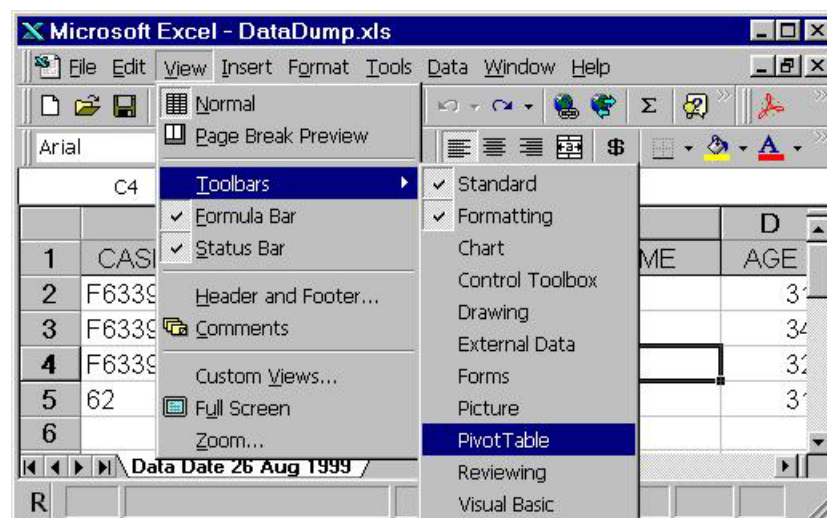 Microsoft Excel - DataDump.xls
File Edit View Insert Format Tools Data Window Help
Normal
Page Break Preview
Toolbars
Formula Bar
Status Bar
Header and Footer...
Comments
Custom Views...
Full Screen
Zoom...
Standard
Formatting
Chart
Control Toolbox
Drawing
External Data
Forms
Picture
PivotTable
Reviewing
Visual Basic
Σ
Arial
$
A
C4
D
1 AGE
2 F6339
3 F6339
4 F6339
5 62
6
Data Date 26 Aug 1999
R